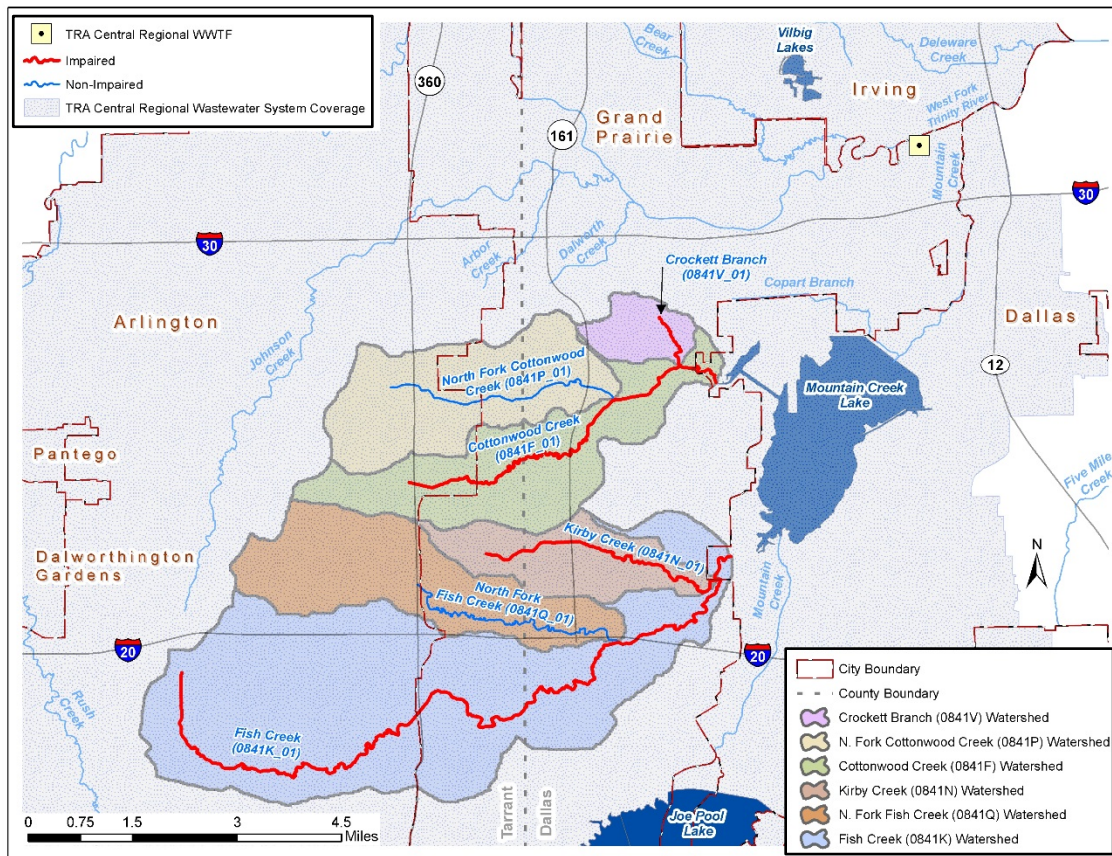 TRA Central Regional WWTF
Impaired
Non-Impaired
TRA Central Regional Wastewater System Coverage
360
161
Bear
Creek
Vilbig
Lakes
Deleware
Creek
Irving
West Fork
Trinity River
Grand
Prairie
Mountain
Creek
30
30
Arbor
Creek
Dalworth
Creek
Crockett Branch
(0841V_01)
Copart Branch
Arlington
Johnson
Creek
Dallas
12
North Fork Cottonwood
Creek (0841P_01)
Mountain Creek
Lake
Cottonwood Creek
(0841F_01)
Pantego
Five Mile
Creek
Kirby Creek (0841N_01)
Dalworthington
Gardens
N
North Fork
Fish Creek (0841Q_01)
Mountain
Creek
20
20
Rush
Creek
Fish Creek
(0841K_01)
Tarrant
Dallas
Joe Pool
Lake
0 0.75 1.5 3 4.5
Miles
City Boundary
County Boundary
Crockett Branch (0841V) Watershed
N. Fork Cottonwood Creek (0841P) Watershed
Cottonwood Creek (0841F) Watershed
Kirby Creek (0841N) Watershed
N. Fork Fish Creek (0841Q) Watershed
Fish Creek (0841K) Watershed